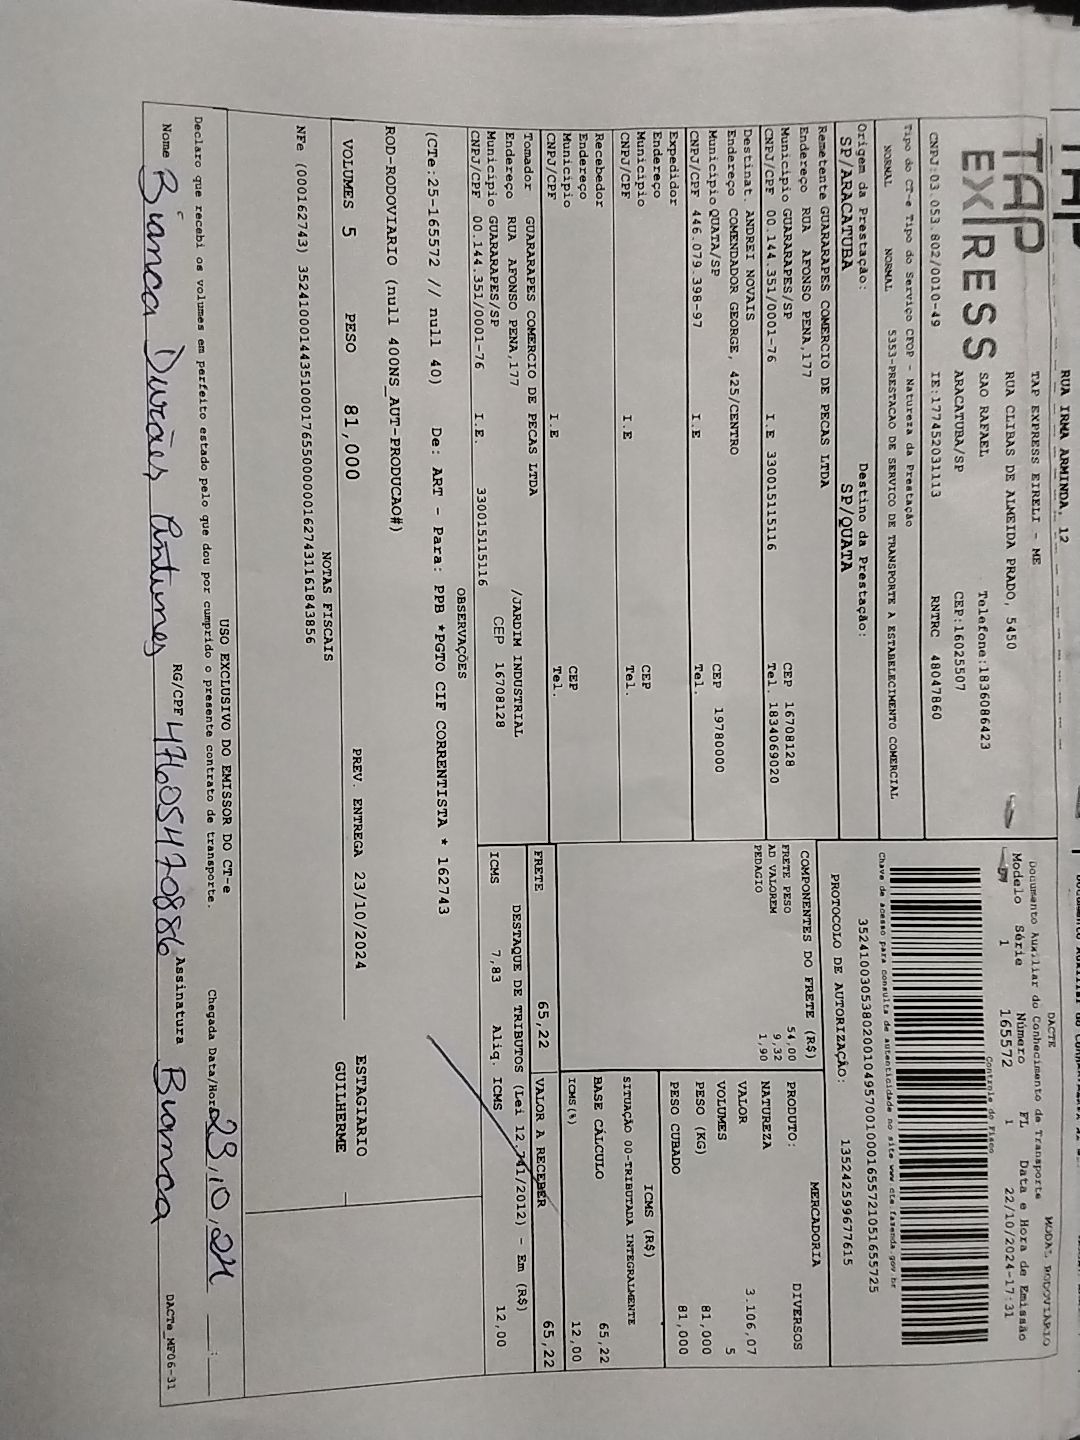 RUA IRMA ARMINDA, 12
TAP EXPRESS
TAP EXPRESS EIRELI - ME
RUA CLIBAS DE ALMEIDA PRADO, 5450
SAO RAFAEL Telefone:1836086423
ARACATUBA/SP CEP:16025507
CNPJ:03.053.802/0010-49 IE:177452031113 RNTRC 48047860
DACTE MODAL RODOVIÁRIO
Documento Auxiliar do Conhecimento de Transporte
Modelo Série Número FL Data e Hora de Emissão
1 165572 1 22/10/2024-17:31
Controle do Fisco
Chave de acesso para consulta de autenticidade no site www.cte.fazenda.gov.br
35241003053802001049570010001655721051655725
PROTOCOLO DE AUTORIZAÇÃO: 135242599677615
Tipo do CT-e Tipo do Serviço CFOP - Natureza da Prestação
NORMAL NORMAL 5353-PRESTACAO DE SERVICO DE TRANSPORTE A ESTABELECIMENTO COMERCIAL
Origem da Prestação: Destino da Prestação:
SP/ARACATUBA SP/QUATA
Remetente GUARARAPES COMERCIO DE PECAS LTDA
Endereço RUA AFONSO PENA,177
Município GUARARAPES/SP CEP 16708128
CNPJ/CPF 00.144.351/0001-76 I.E 330015115116 Tel. 1834069020
Destinat. ANDREI NOVAIS
Endereço COMENDADOR GEORGE, 425/CENTRO
Município QUATA/SP CEP 19780000
CNPJ/CPF 446.079.398-97 I.E Tel.
Expedidor
Endereço
Município CEP
CNPJ/CPF I.E Tel.
Recebedor
Endereço
Município CEP
CNPJ/CPF I.E Tel.
Tomador GUARARAPES COMERCIO DE PECAS LTDA
Endereço RUA AFONSO PENA,177 /JARDIM INDUSTRIAL
Município GUARARAPES/SP CEP 16708128
CNPJ/CPF 00.144.351/0001-76 I.E. 330015115116
COMPONENTES DO FRETE (R$)
FRETE PESO 54,00
AD VALOREM 9,32
PEDAGIO 1,90
MERCADORIA
PRODUTO: DIVERSOS
NATUREZA
VALOR 3.106,07
VOLUMES 5
PESO (KG) 81,000
PESO CUBADO 81,000
ICMS (R$)
SITUAÇÃO 00-TRIBUTADA INTEGRALMENTE
BASE CÁLCULO 65,22
ICMS(%) 12,00
FRETE 65,22 VALOR A RECEBER 65,22
DESTAQUE DE TRIBUTOS (Lei 12.741/2012) - Em (R$)
ICMS 7,83 Aliq. ICMS 12,00
OBSERVAÇÕES
(CTe:25-165572 // null 40) De: ART - Para: PPB *PGTO CIF CORRENTISTA * 162743
ROD-RODOVIARIO (null 400NS_AUT-PRODUCAO#)
VOLUMES 5 PESO 81,000 PREV. ENTREGA 23/10/2024 ESTAGIARIO
GUILHERME
NOTAS FISCAIS
NFe (000162743) 35241000144351000176550000001627431161843856
USO EXCLUSIVO DO EMISSOR DO CT-e
Declaro que recebi os volumes em perfeito estado pelo que dou por cumprido o presente contrato de transporte. Chegada Data/Hora 23,10,24
Nome Bianca Durães Antunes RG/CPF 47605470886 Assinatura Bianca
DACTe_MF06-31